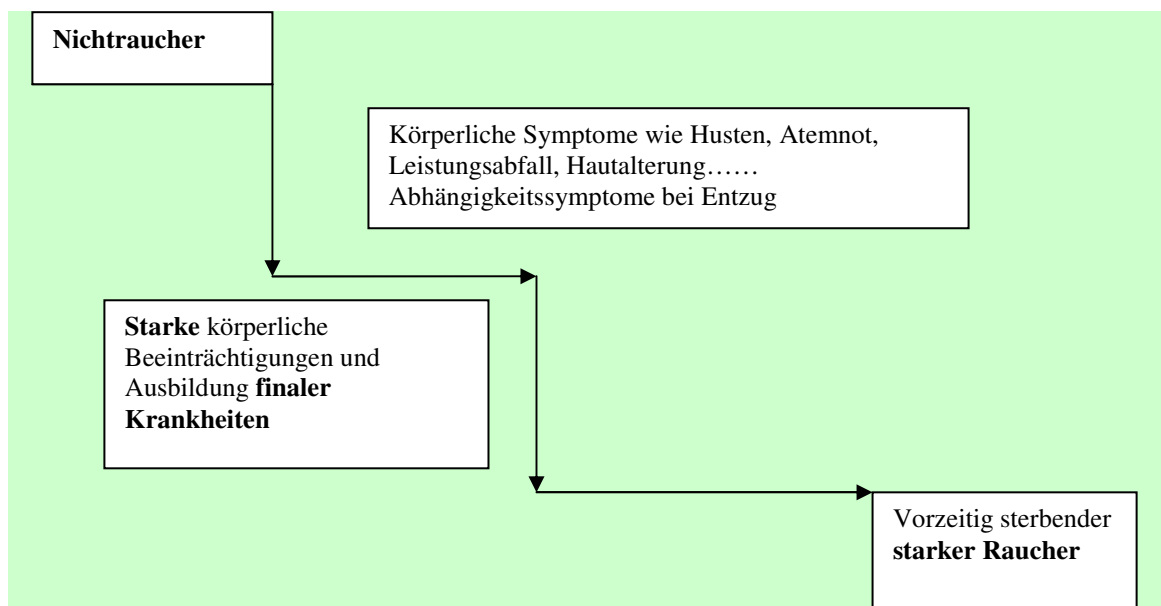 Nichtraucher
Körperliche Symptome wie Husten, Atemnot,
Leistungsabfall, Hautalterung……
Abhängigkeitssymptome bei Entzug
Starke körperliche
Beeinträchtigungen und
Ausbildung finaler
Krankheiten
Vorzeitig sterbender
starker Raucher